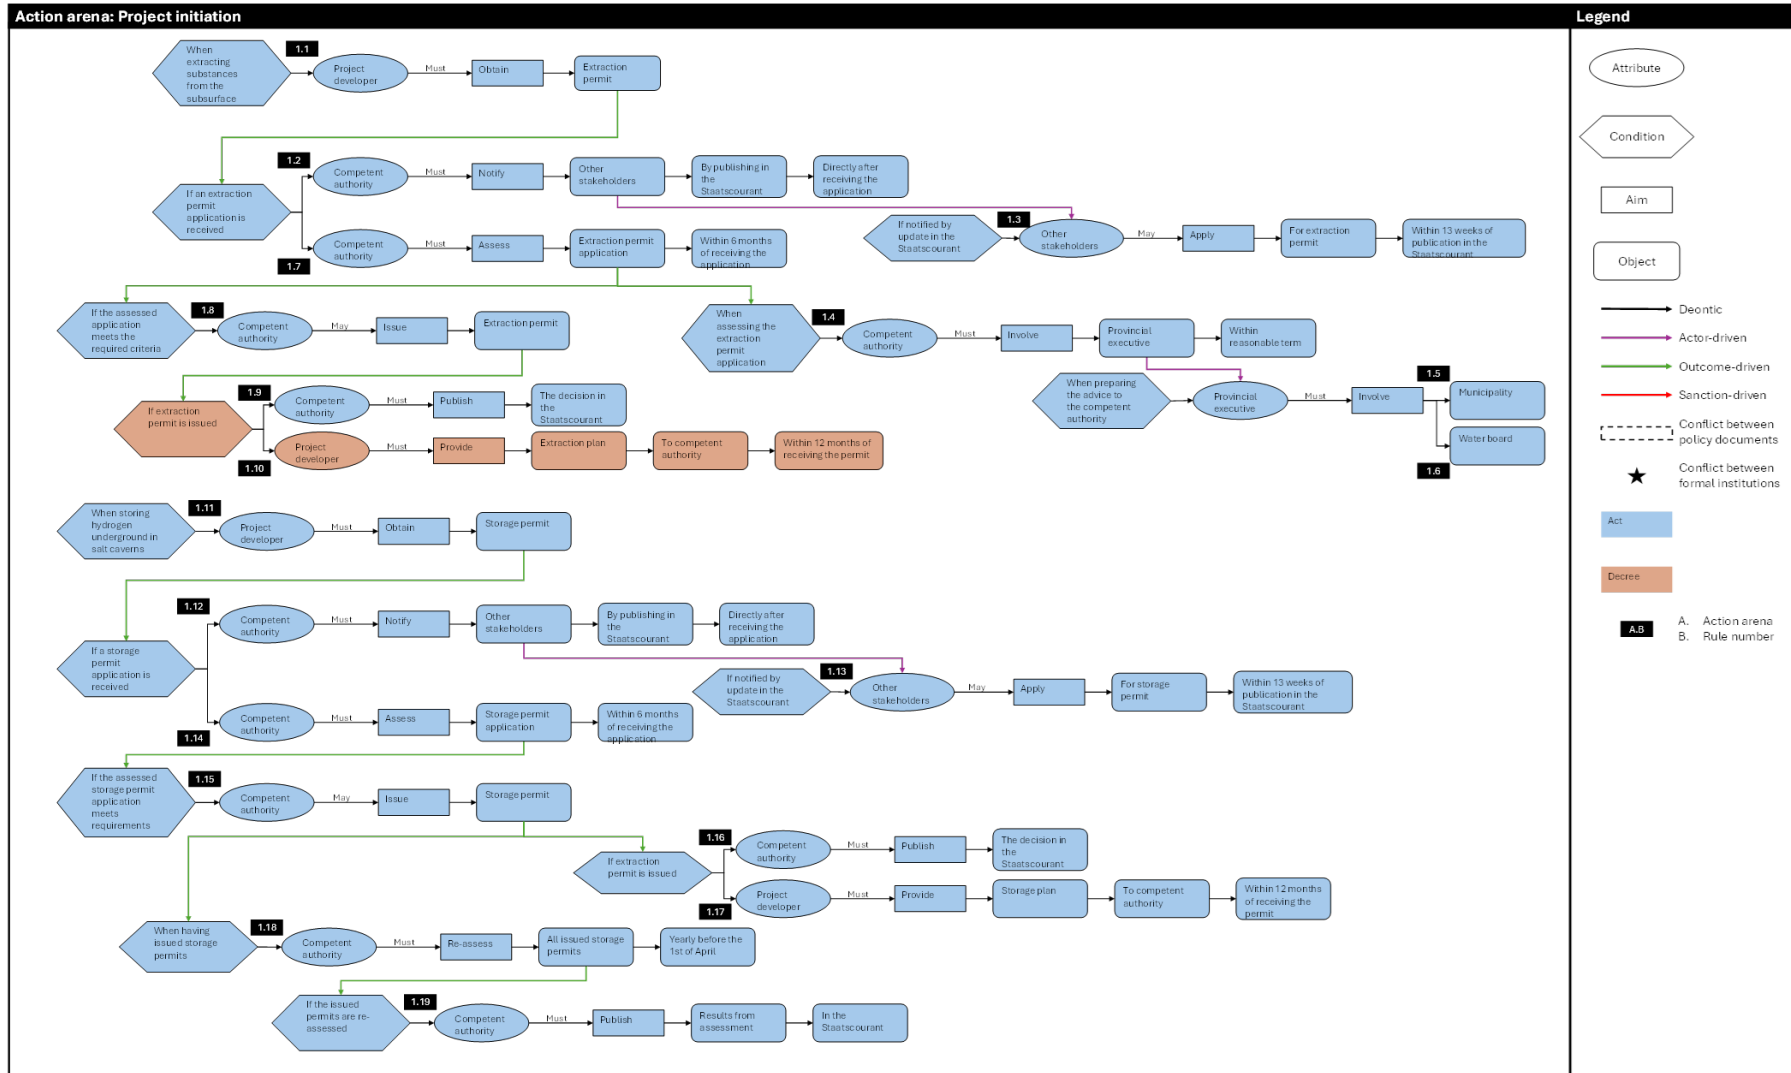 Action arena: Project initiation
Legend
When
extracting
substances
from the
subsurface
1.1
Project
developer
Must
Obtain
Extraction
permit
If an extraction
permit
application is
received
1.2
Competent
authority
Must
Notify
Other
stakeholders
By publishing in
the
Staatscourant
Directly after
receiving the
application
If notified by
update in the
Staatscourant
1.3
Other
stakeholders
May
Apply
For extraction
permit
Within 13 weeks of
publication in the
Staatscourant
1.7
Competent
authority
Must
Assess
Extraction permit
application
Within 6 months
of receiving the
application
If the assessed
application
meets the
required criteria
1.8
Competent
authority
May
Issue
Extraction permit
When
assessing the
extraction
permit
application
1.4
Competent
authority
Must
Involve
Provincial
executive
Within
reasonable term
When preparing
the advice to
the competent
authority
Provincial
executive
Must
Involve
1.5
Municipality
Water board
1.6
If extraction
permit is issued
1.9
Competent
authority
Must
Publish
The decision in
the
Staatscourant
1.10
Project
developer
Must
Provide
Extraction plan
To competent
authority
Within 12 months of
receiving the permit
When storing
hydrogen
underground in
salt caverns
1.11
Project
developer
Must
Obtain
Storage permit
If a storage
permit
application is
received
1.12
Competent
authority
Must
Notify
Other
stakeholders
By publishing in
the
Staatscourant
Directly after
receiving the
application
If notified by
update in the
Staatscourant
1.13
Other
stakeholders
May
Apply
For storage
permit
Within 13 weeks of
publication in the
Staatscourant
1.14
Competent
authority
Must
Assess
Storage permit
application
Within 6 months
of receiving the
application
If the assessed
storage permit
application
meets
requirements
1.15
Competent
authority
May
Issue
Storage permit
If extraction
permit is issued
1.16
Competent
authority
Must
Publish
The decision in
the
Staatscourant
1.17
Project
developer
Must
Provide
Storage plan
To competent
authority
Within 12 months
of receiving the
permit
When having
issued storage
permits
1.18
Competent
authority
Must
Re-assess
All issued storage
permits
Yearly before the
1st of April
If the issued
permits are re-
assessed
1.19
Competent
authority
Must
Publish
Results from
assessment
In the
Staatscourant
Attribute
Condition
Aim
Object
Deontic
Actor-driven
Outcome-driven
Sanction-driven
Conflict between
policy documents
Conflict between
formal institutions
Act
Decree
A.B
A. Action arena
B. Rule number